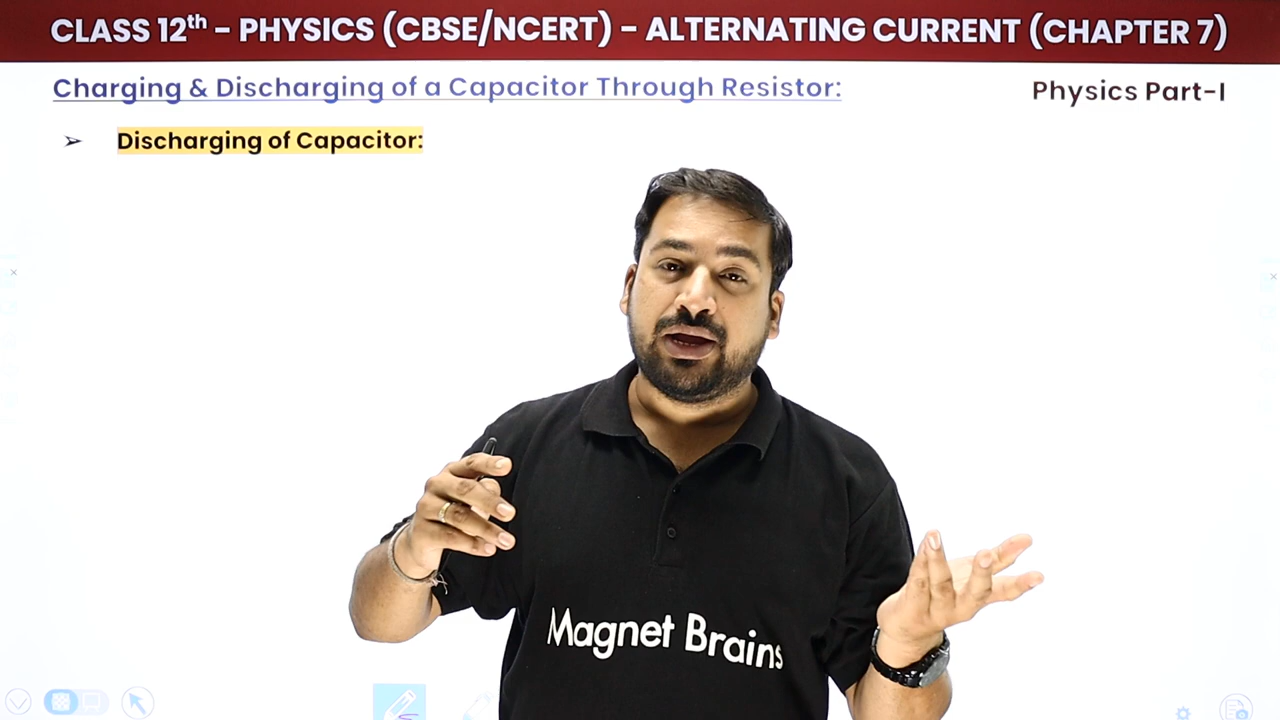 CLASS 12th – PHYSICS (CBSE/NCERT) – ALTERNATING CURRENT (CHAPTER 7)
Charging & Discharging of a Capacitor Through Resistor:
Physics Part-I
➢ Discharging of Capacitor:
Magnet Brains